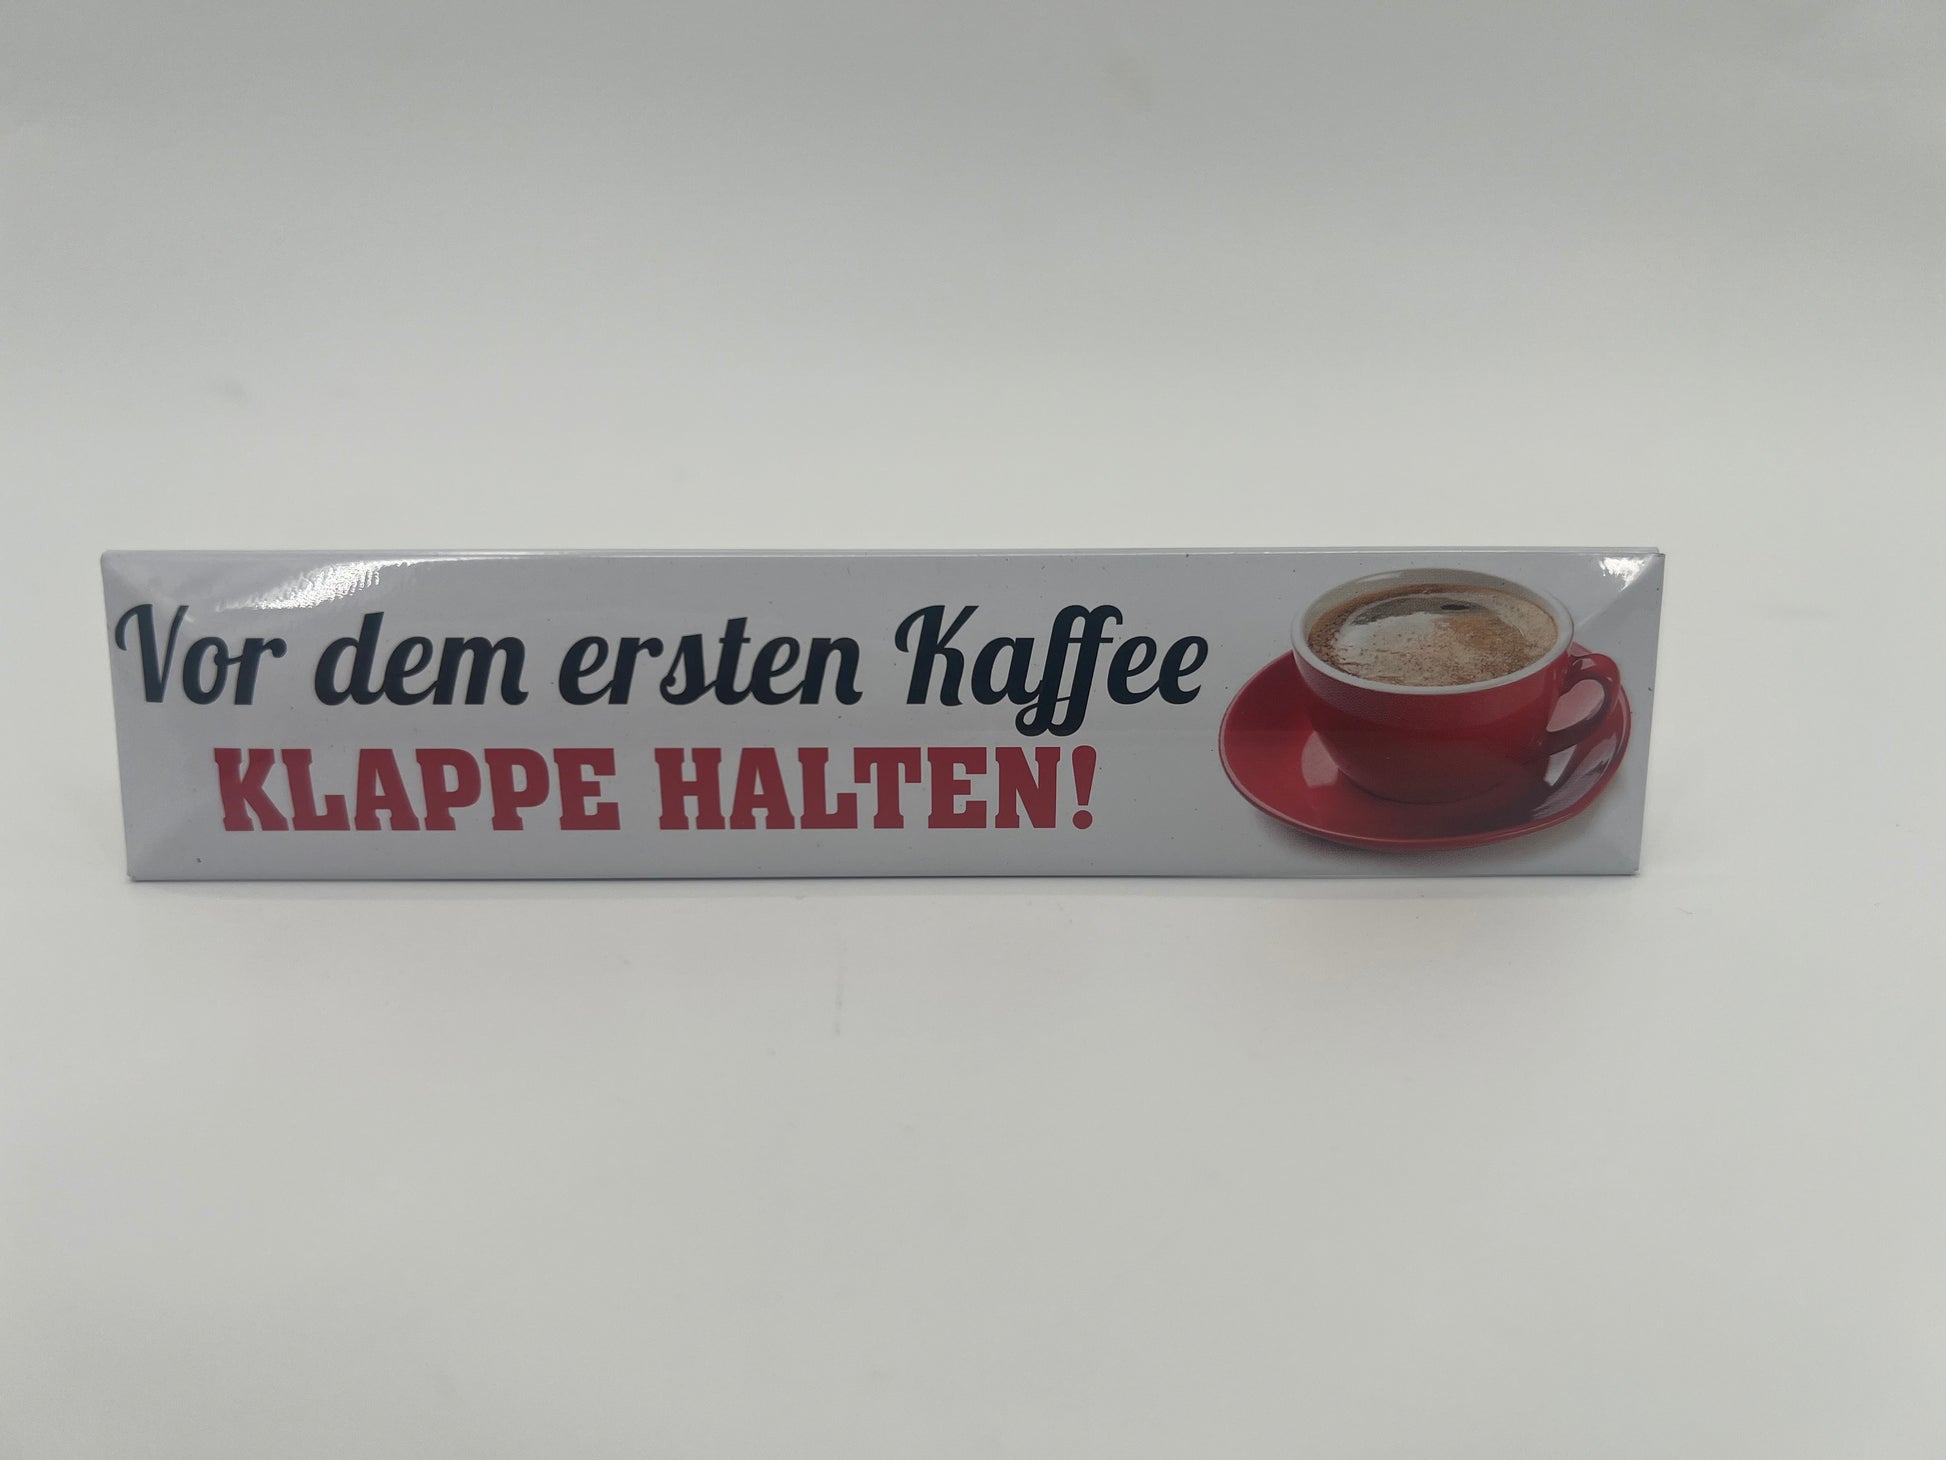 Vor dem ersten Kaffee
KLAPPE HALTEN!